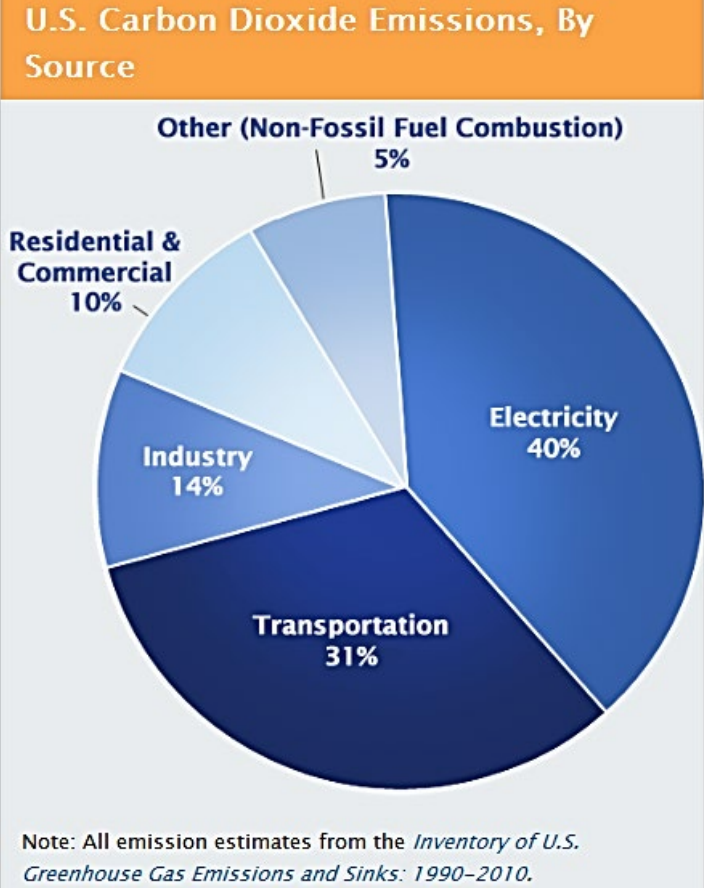 U.S. Carbon Dioxide Emissions, By
Source
Other (Non-Fossil Fuel Combustion)
5%
Residential &
Commercial
10%
Electricity
40%
Industry
14%
Transportation
31%
Note: All emission estimates from the Inventory of U.S.
Greenhouse Gas Emissions and Sinks: 1990–2010.